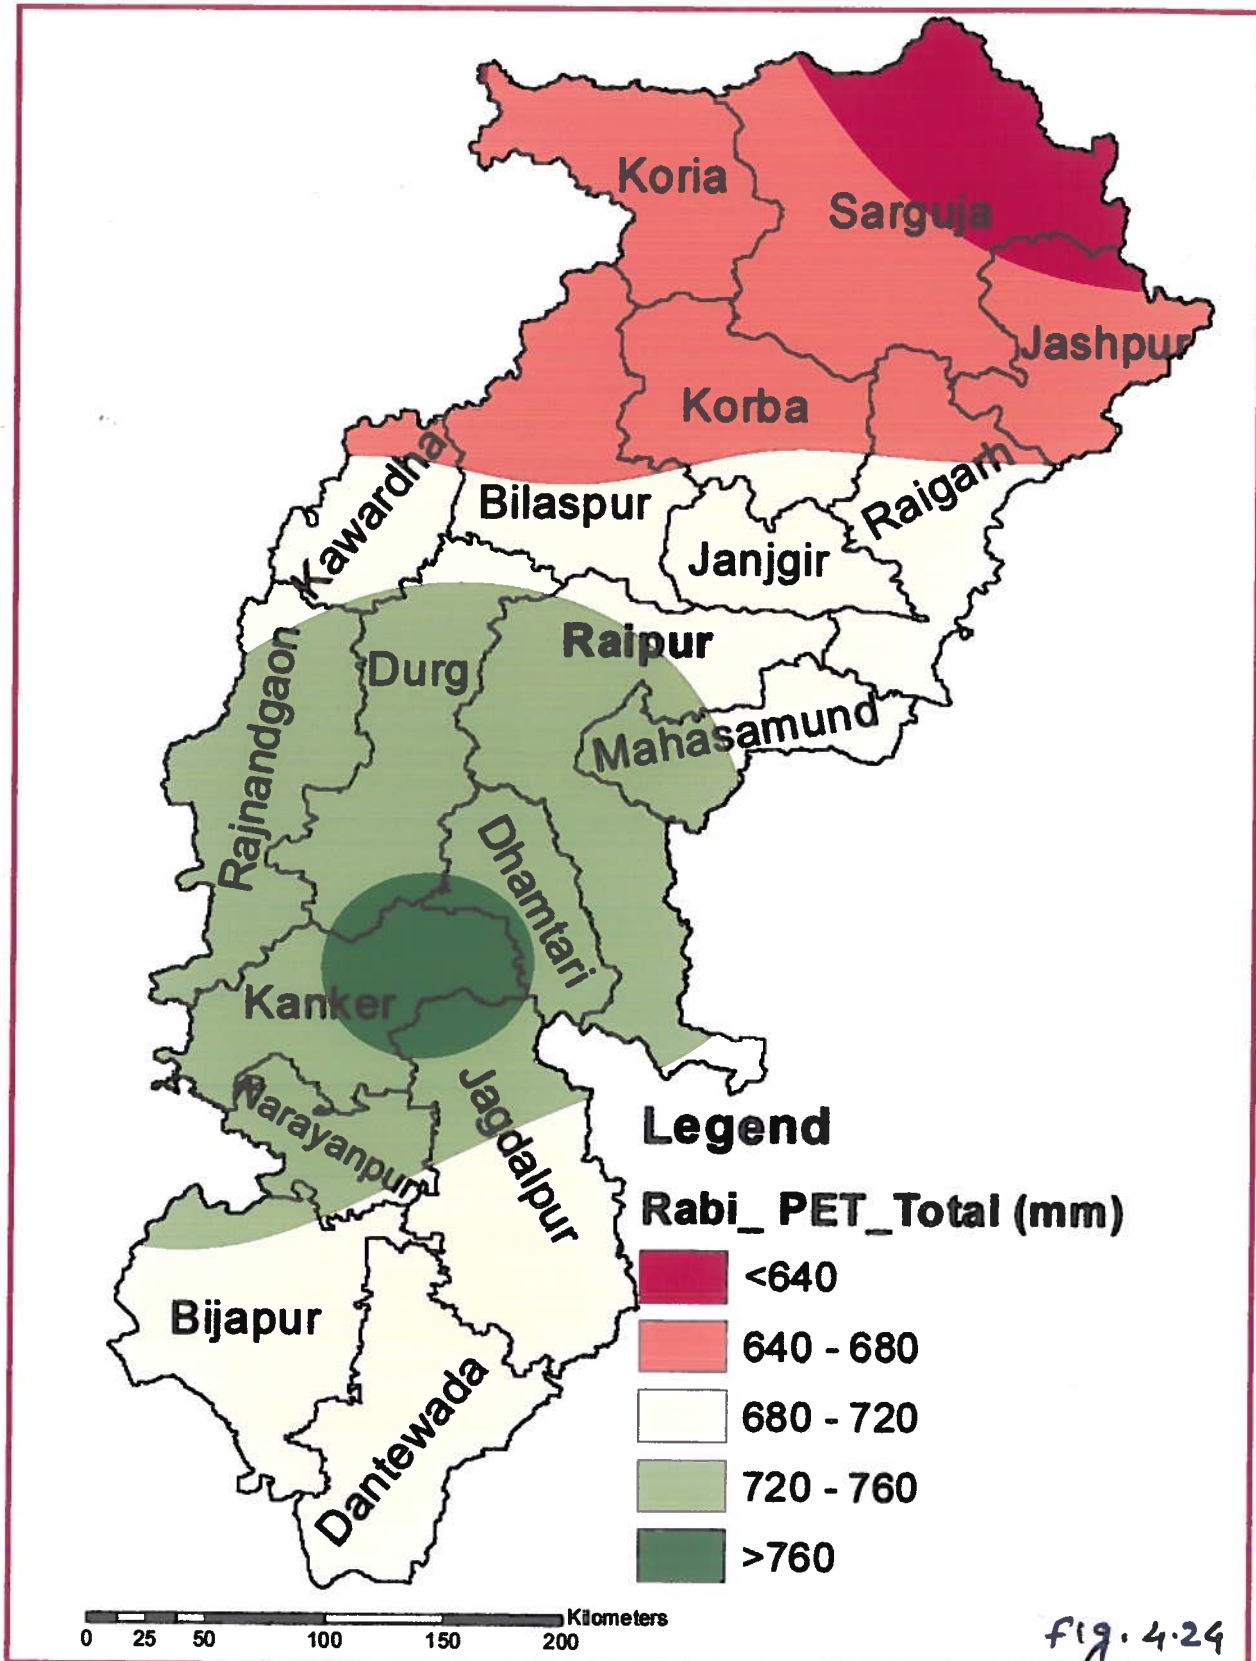 Koria
Sarguja
Jashpur
Korba
Kawardha
Bilaspur
Raigarh
Janjgir
Rajnandgaon
Durg
Raipur
Mahasamund
Dhamtari
Kanker
Narayanpur
Jagdalpur
Bijapur
Dantewada
Legend
Rabi_ PET_Total (mm)
<640
640 - 680
680 - 720
720 - 760
>760
Kilometers
0 25 50 100 150 200
fig. 4.24